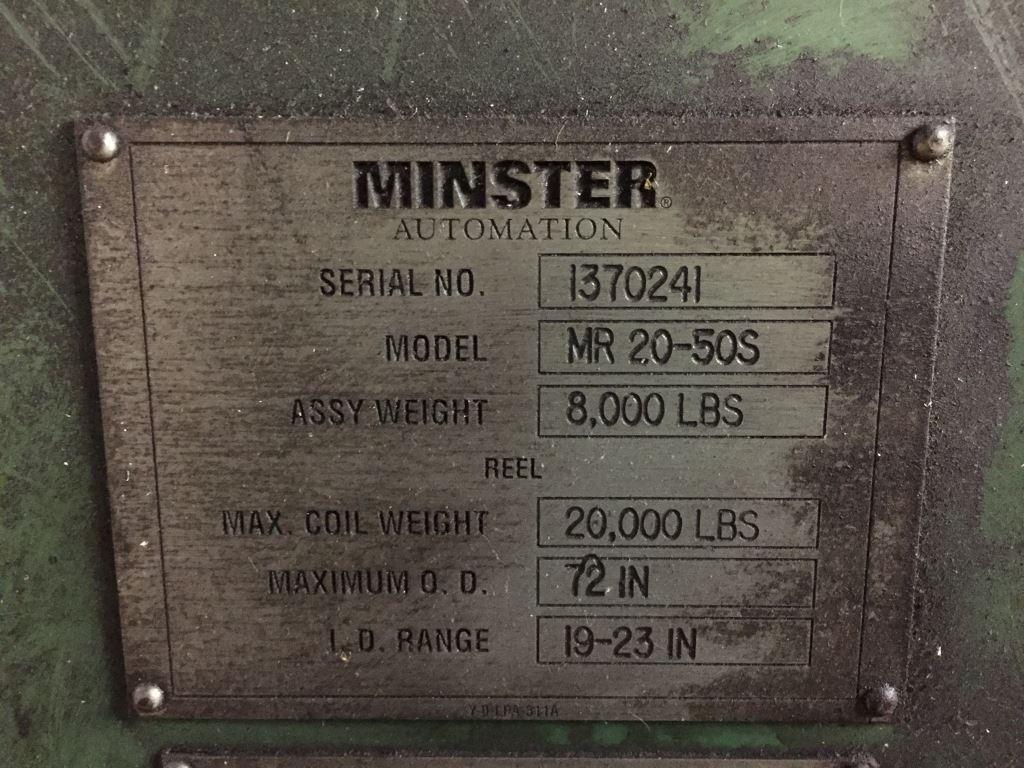 MINSTER®
AUTOMATION
SERIAL NO. 1370241
MODEL MR 20-50S
ASSY WEIGHT 8,000 LBS
REEL
MAX. COIL WEIGHT 20,000 LBS
MAXIMUM O. D. 72 IN
I. D. RANGE 19-23 IN